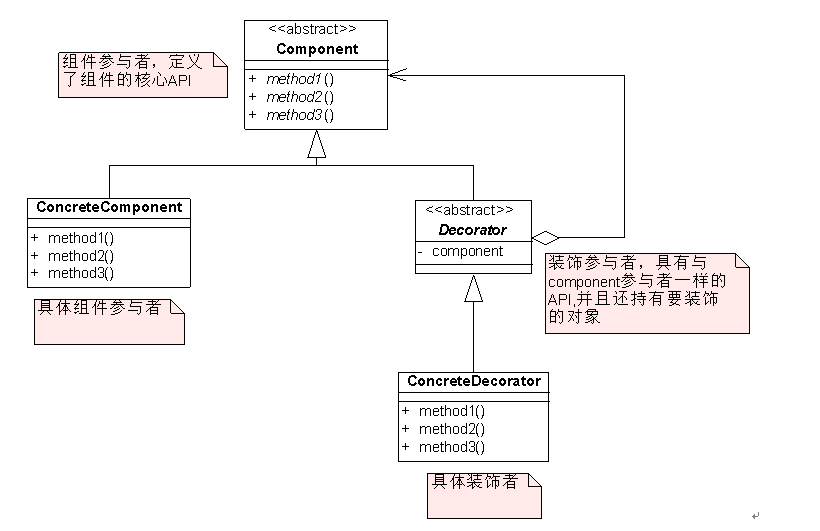 <<abstract>>
Component
+ method1()
+ method2()
+ method3()
组件参与者，定义
了组件的核心API
ConcreteComponent
+ method1()
+ method2()
+ method3()
具体组件参与者
<<abstract>>
Decorator
- component
装饰参与者，具有与
component参与者一样的
API,并且还持有要装饰
的对象
ConcreteDecorator
+ method1()
+ method2()
+ method3()
具体装饰者